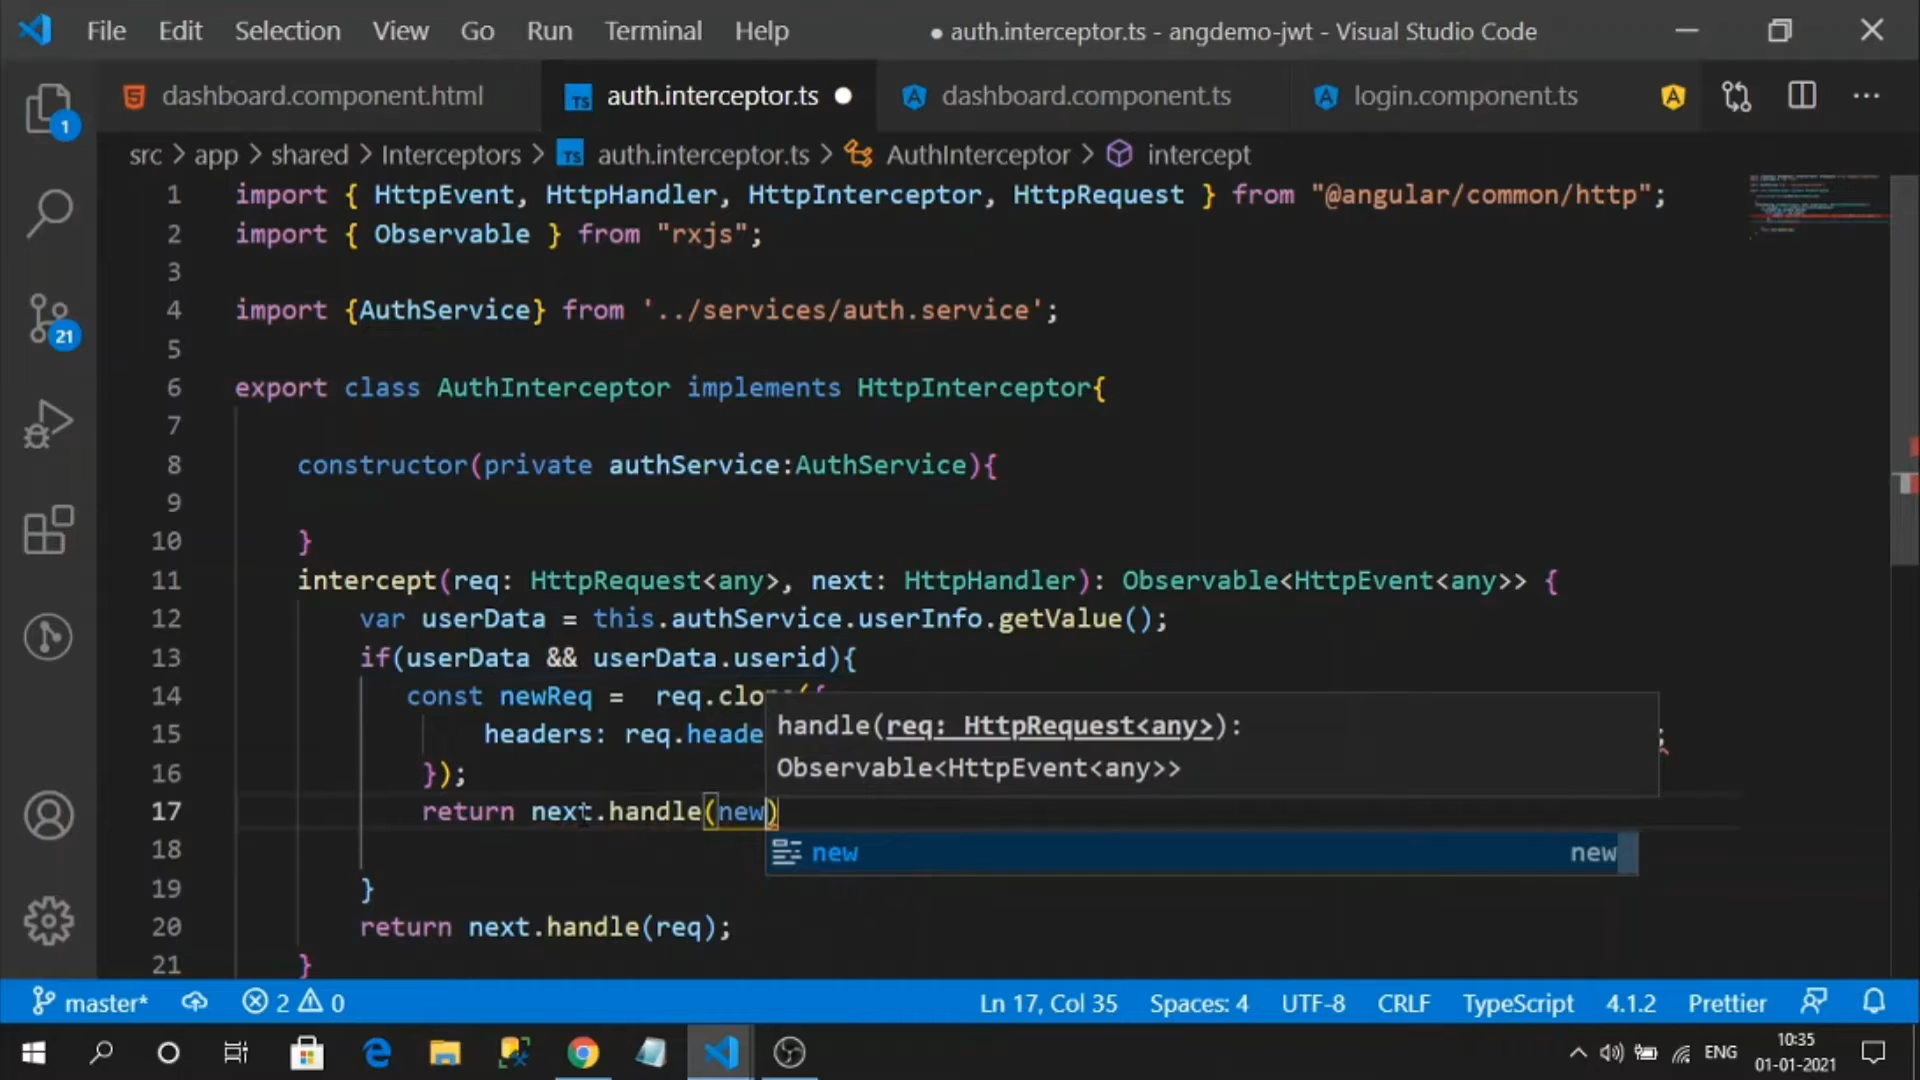 File Edit Selection View Go Run Terminal Help ● auth.interceptor.ts - angdemo-jwt - Visual Studio Code
dashboard.component.html TS auth.interceptor.ts dashboard.component.ts login.component.ts
1
src > app > shared > Interceptors > TS auth.interceptor.ts > AuthInterceptor > intercept
1 import { HttpEvent, HttpHandler, HttpInterceptor, HttpRequest } from "@angular/common/http";
2 import { Observable } from "rxjs";
3
4 import {AuthService} from '../services/auth.service';
21
5
6 export class AuthInterceptor implements HttpInterceptor{
7
8 constructor(private authService:AuthService){
9
10 }
11 intercept(req: HttpRequest<any>, next: HttpHandler): Observable<HttpEvent<any>> {
12 var userData = this.authService.userInfo.getValue();
13 if(userData && userData.userid){
14 const newReq = req.clo
15 headers: req.heade
handle(req: HttpRequest<any>):
Observable<HttpEvent<any>>
16 });
17 return next.handle(new)
new new
18
19 }
20 return next.handle(req);
21 }
master* 2 0 Ln 17, Col 35 Spaces: 4 UTF-8 CRLF TypeScript 4.1.2 Prettier
ENG 10:35
01-01-2021